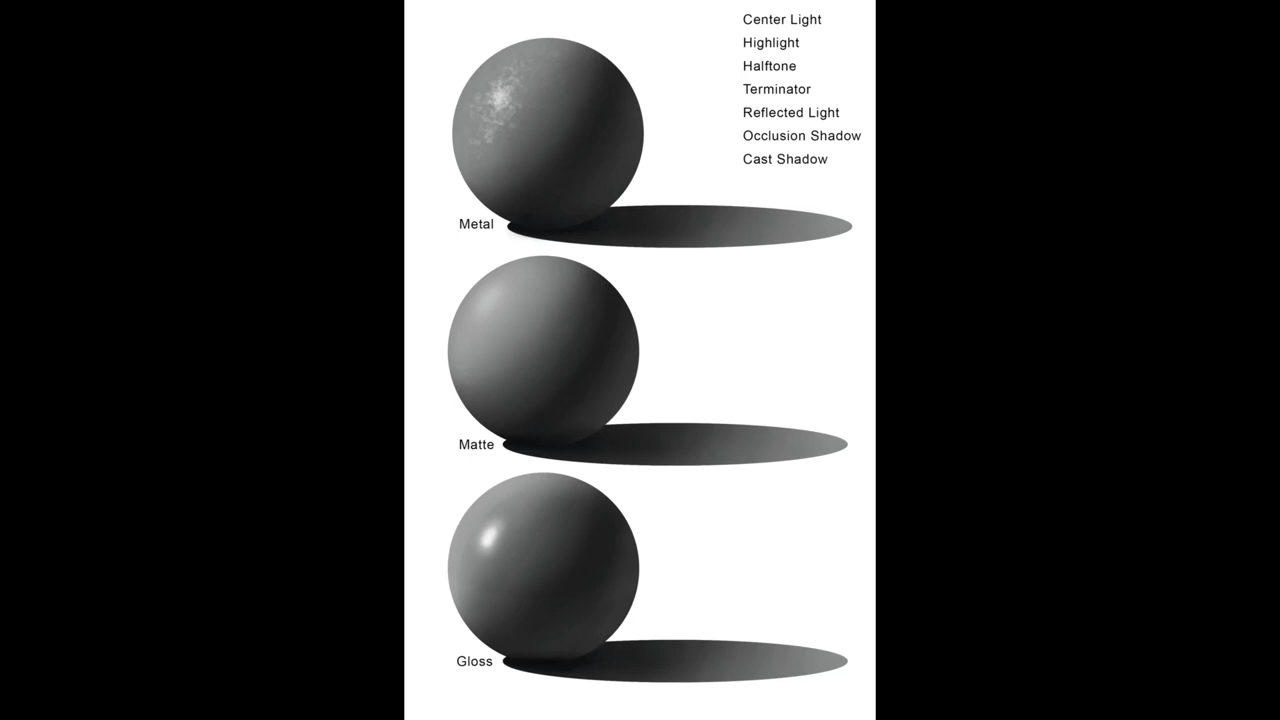 Center Light
Highlight
Halftone
Terminator
Reflected Light
Occlusion Shadow
Cast Shadow
Metal
Matte
Gloss